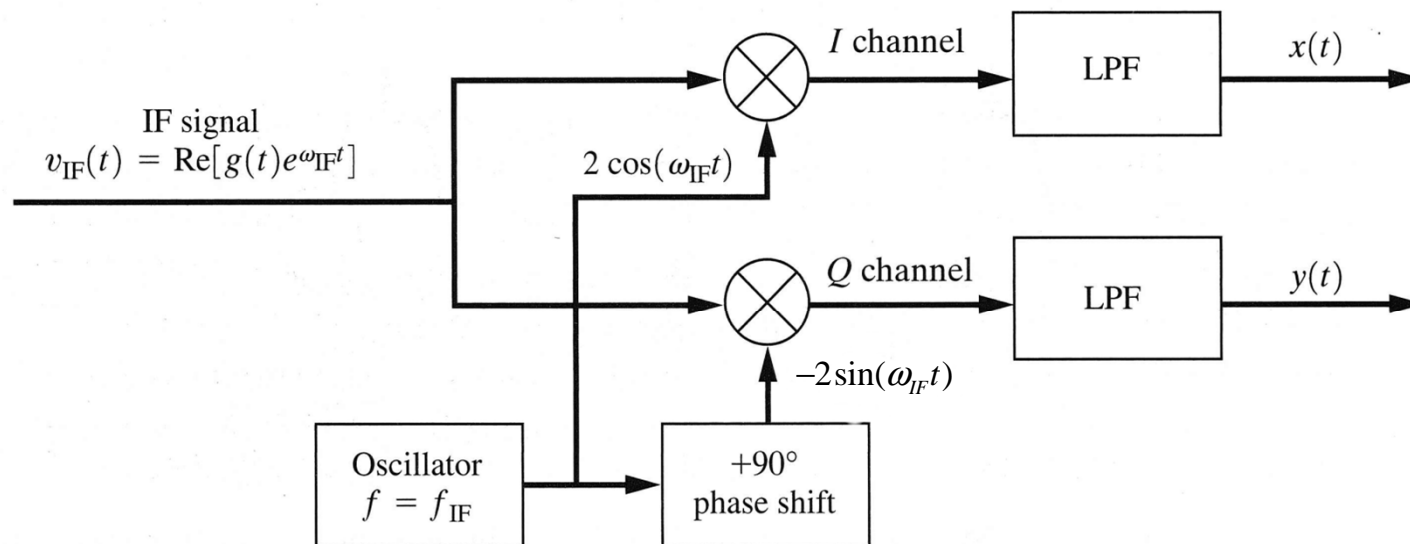 IF signal
v_IF(t) = Re[g(t)e^ω_IF t]
2 cos(ω_IF t)
I channel
LPF
x(t)
Q channel
LPF
y(t)
−2sin(ω_IF t)
Oscillator
f = f_IF
+90°
phase shift